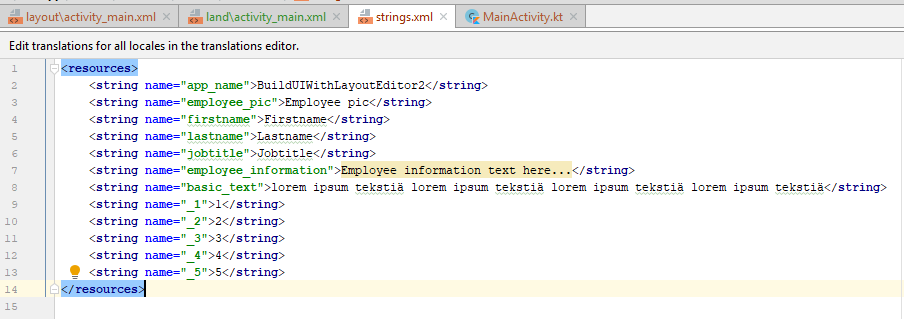 layout\activity_main.xml land\activity_main.xml strings.xml MainActivity.kt
Edit translations for all locales in the translations editor.
1 <resources>
2 <string name="app_name">BuildUIWithLayoutEditor2</string>
3 <string name="employee_pic">Employee pic</string>
4 <string name="firstname">Firstname</string>
5 <string name="lastname">Lastname</string>
6 <string name="jobtitle">Jobtitle</string>
7 <string name="employee_information">Employee information text here...</string>
8 <string name="basic_text">lorem ipsum tekstiä lorem ipsum tekstiä lorem ipsum tekstiä lorem ipsum tekstiä</string>
9 <string name="_1">1</string>
10 <string name="_2">2</string>
11 <string name="_3">3</string>
12 <string name="_4">4</string>
13 <string name="_5">5</string>
14 </resources>
15